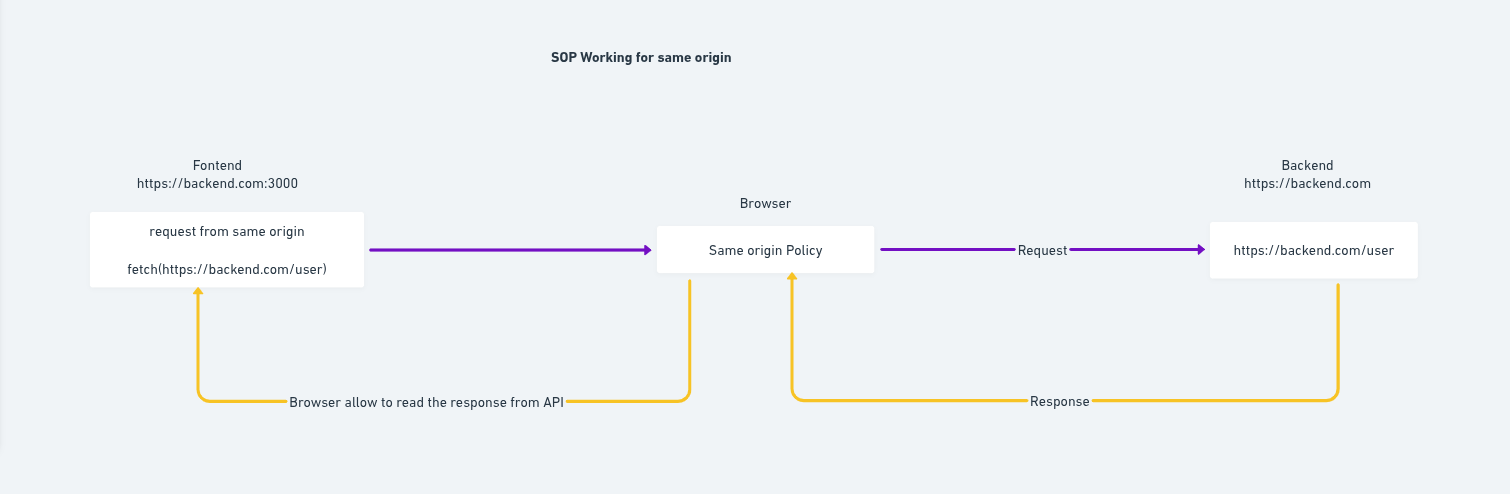 SOP Working for same origin
Fontend
https://backend.com:3000
request from same origin
fetch(https://backend.com/user)
Browser
Same origin Policy
Request
Backend
https://backend.com
https://backend.com/user
Browser allow to read the response from API
Response